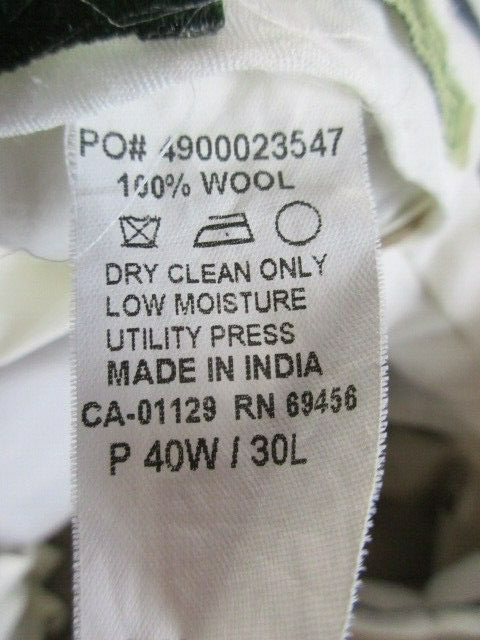 PO# 4900023547
100% WOOL
DRY CLEAN ONLY
LOW MOISTURE
UTILITY PRESS
MADE IN INDIA
CA-01129 RN 69456
P 40W / 30L